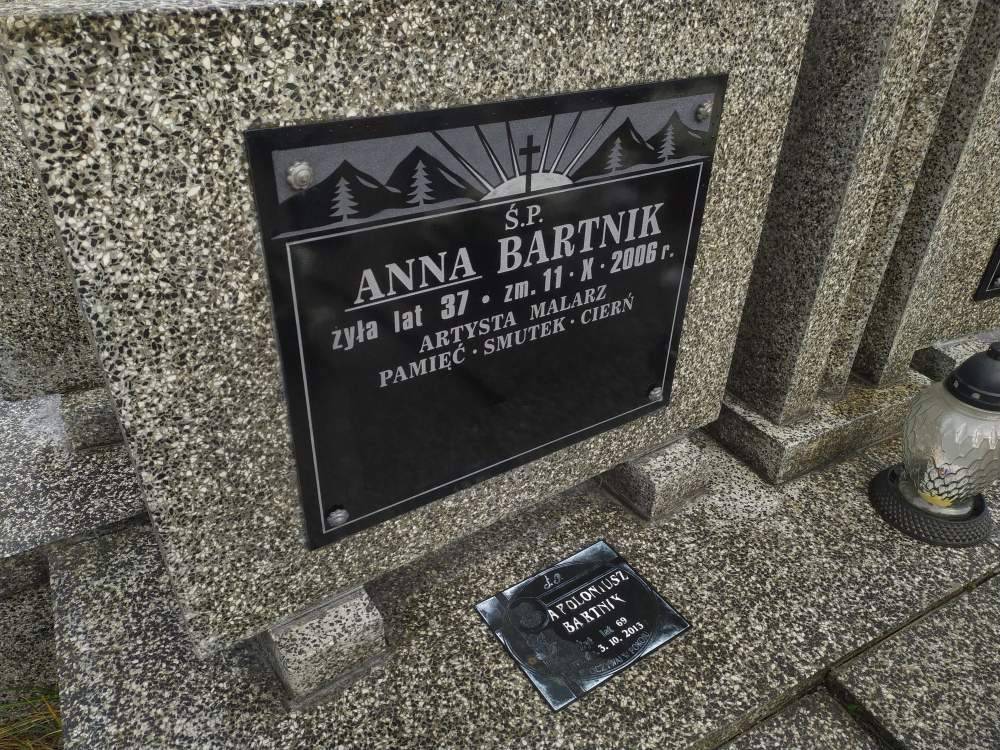 Ś.P.
ANNA BARTNIK
żyła lat 37 • zm. 11 · X · 2006 r.
ARTYSTA MALARZ
PAMIĘĆ · SMUTEK · CIERŃ
APOLONIUSZ
BARTNIK
lat 69
3. 10. 2013